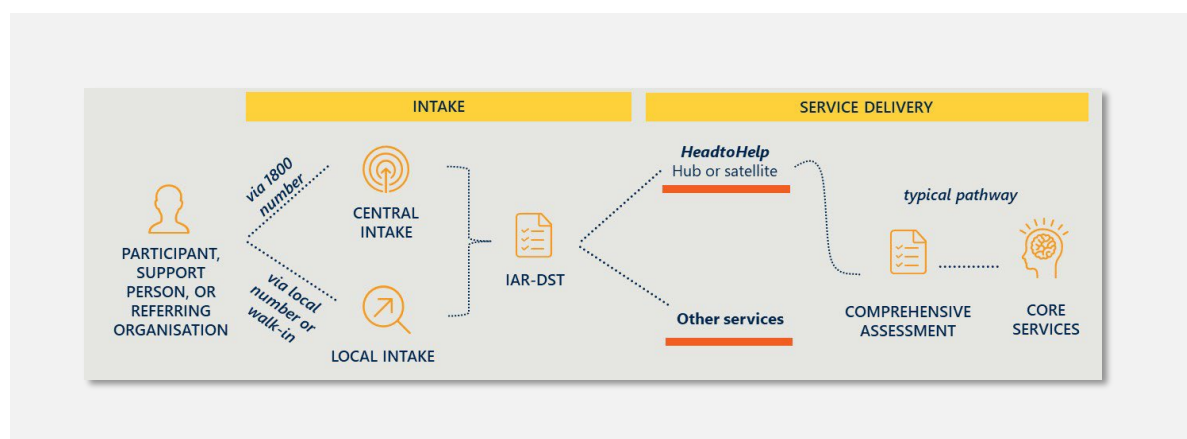 INTAKE
SERVICE DELIVERY
via 1800
number
CENTRAL
INTAKE
PARTICIPANT,
SUPPORT
PERSON, OR
REFERRING
ORGANISATION
via local
number or
walk-in
LOCAL INTAKE
IAR-DST
HeadtoHelp
Hub or satellite
Other services
typical pathway
COMPREHENSIVE
ASSESSMENT
CORE
SERVICES